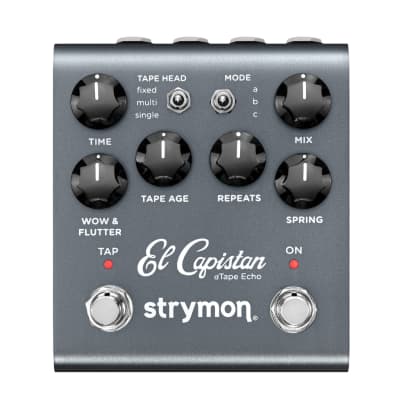 TAPE HEAD
fixed
multi
single
MODE
a
b
c
TIME
MIX
TAPE AGE
REPEATS
WOW &
FLUTTER
SPRING
TAP
ON
El Capistan
dTape Echo
strymon®